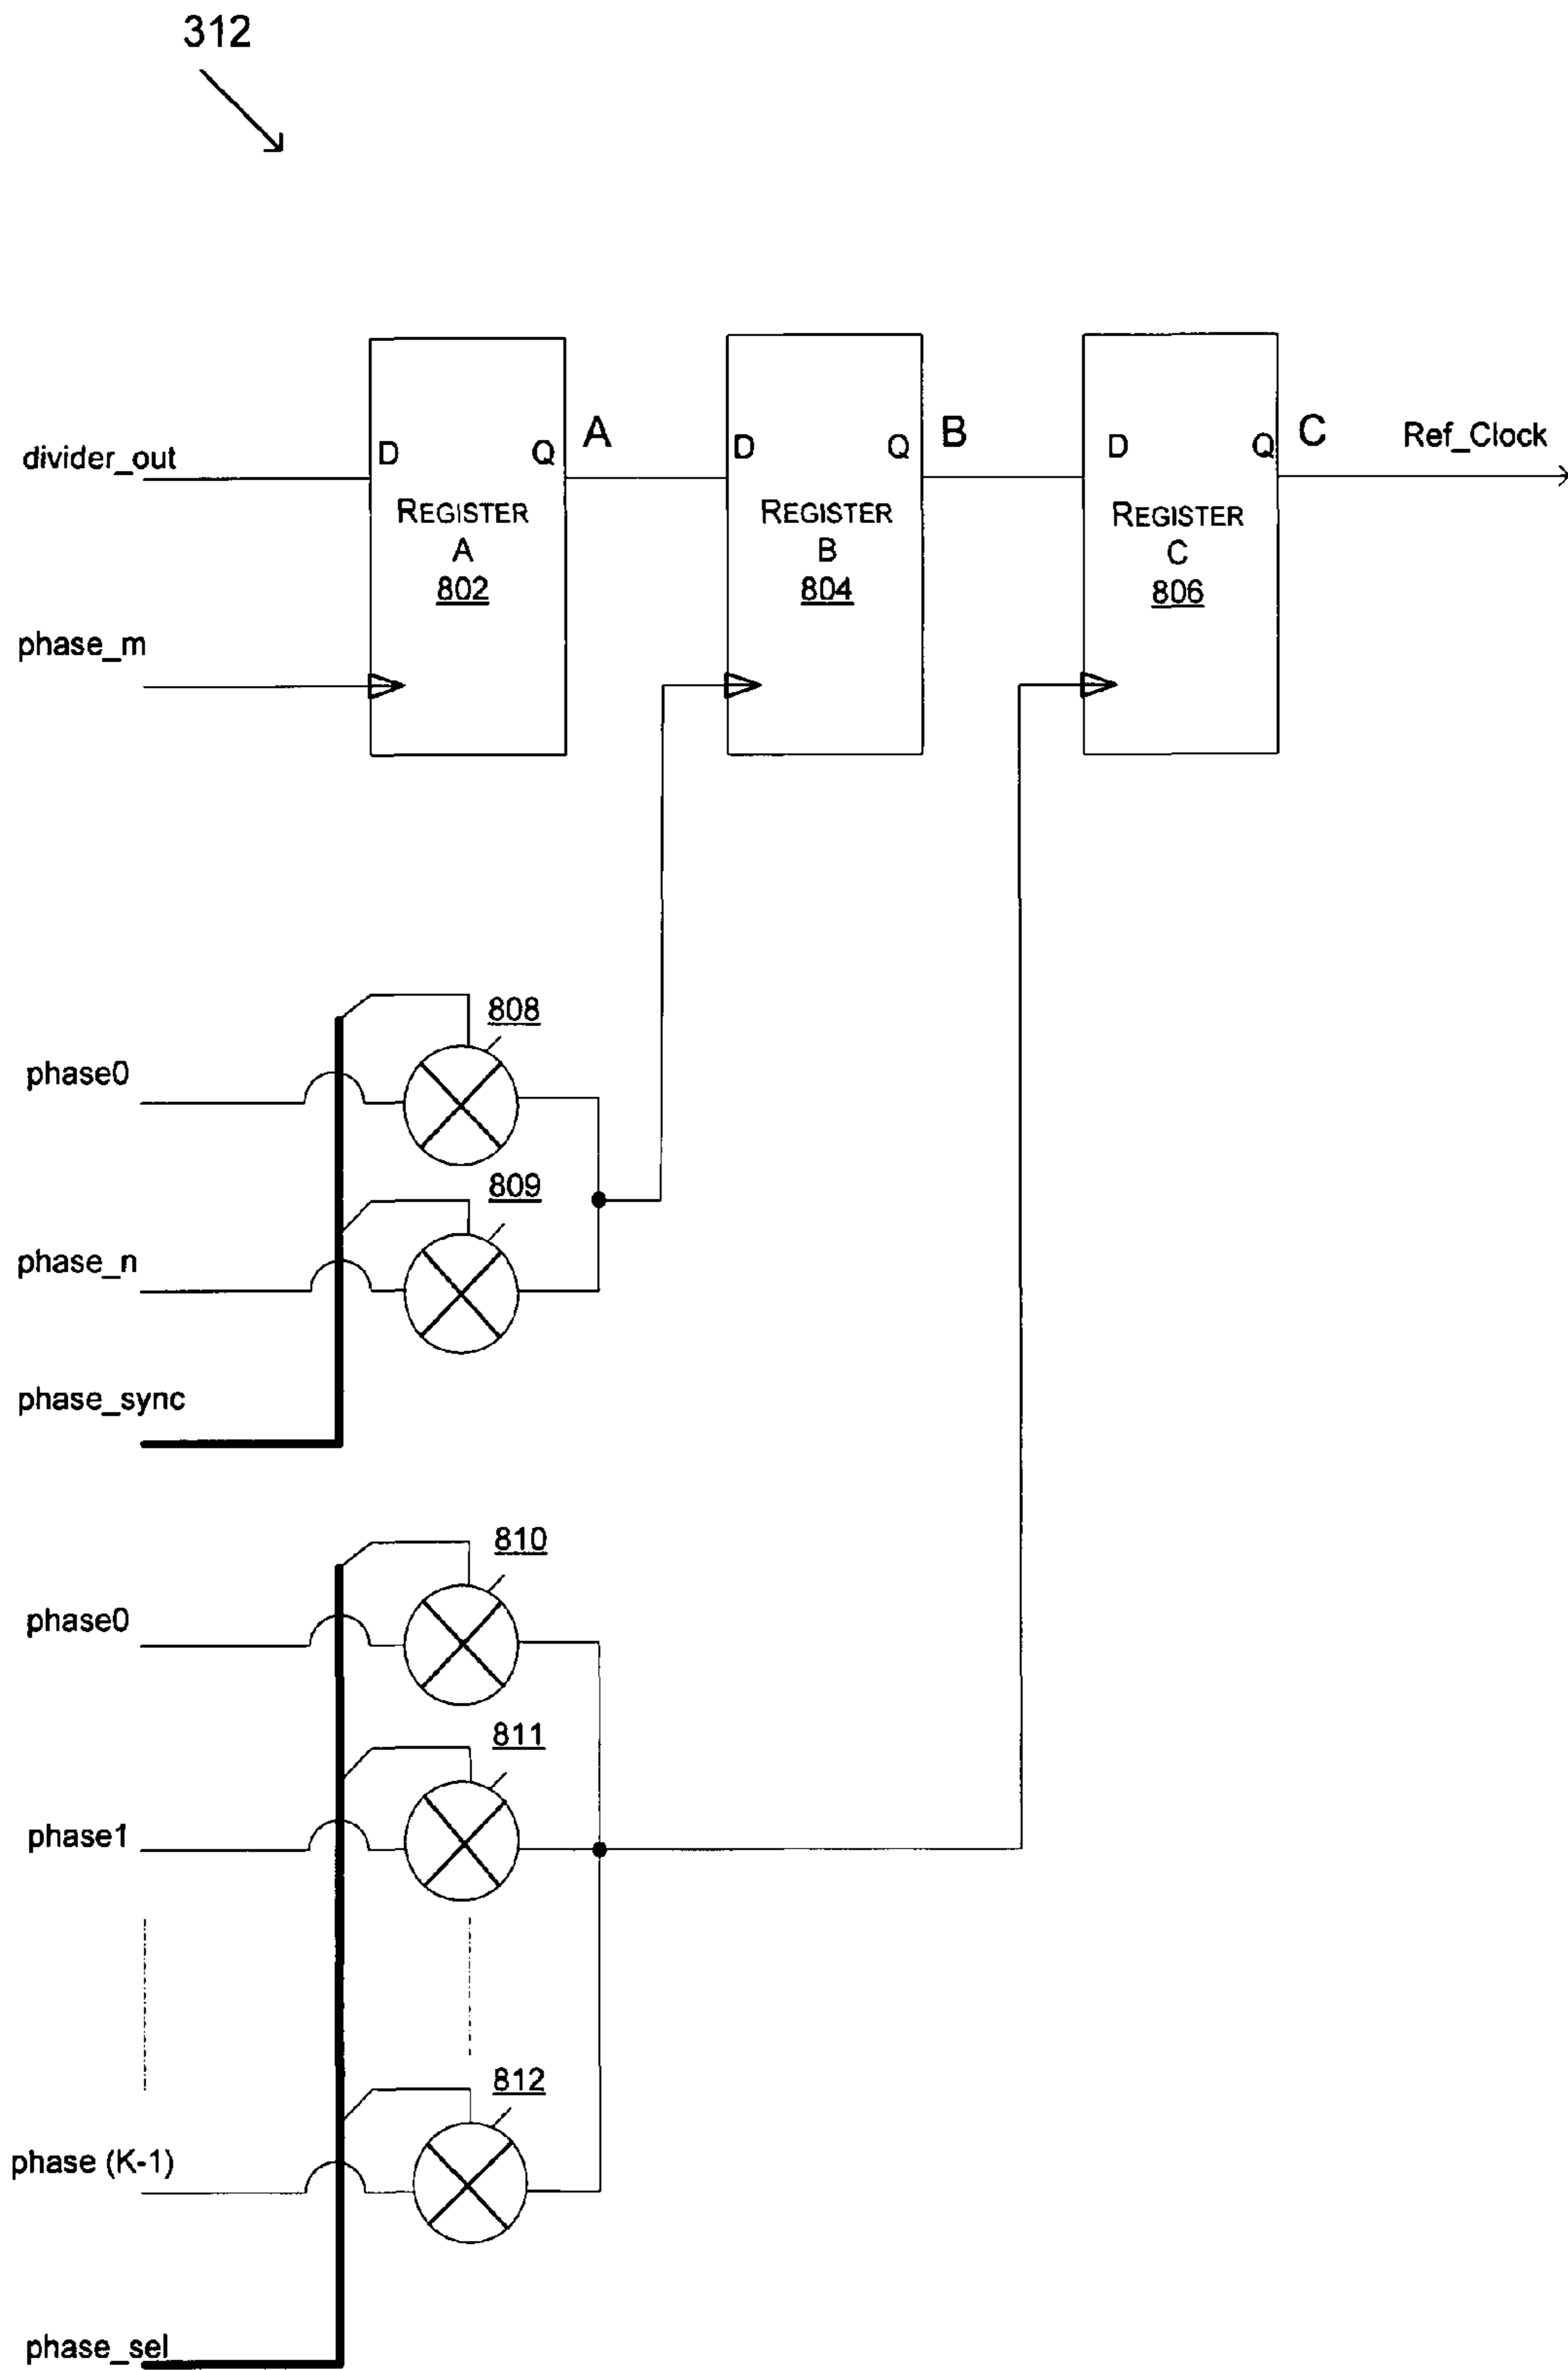 312
A
B
C
Ref_Clock
divider_out
D
Q
D
Q
D
Q
REGISTER
A
802
REGISTER
B
804
REGISTER
C
806
phase_m
808
phase0
809
phase_n
phase_sync
810
phase0
811
phase1
812
phase (K-1)
phase_sel